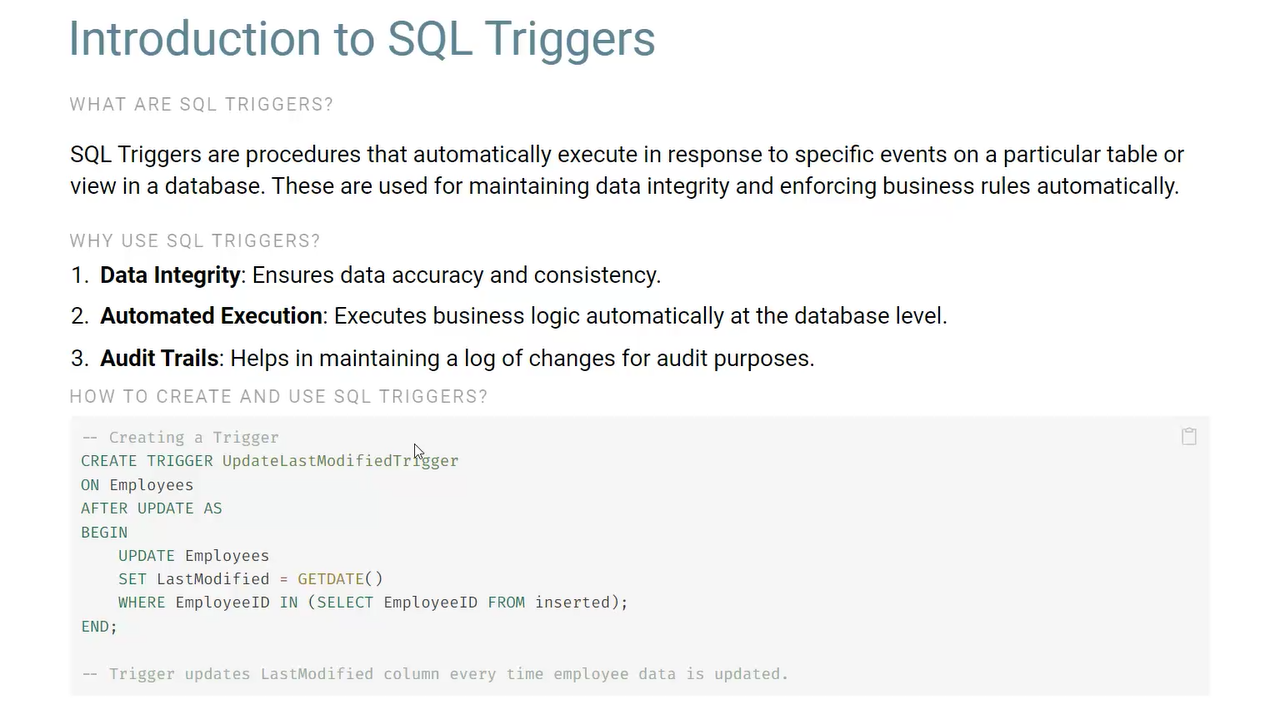 Introduction to SQL Triggers
WHAT ARE SQL TRIGGERS?
SQL Triggers are procedures that automatically execute in response to specific events on a particular table or
view in a database. These are used for maintaining data integrity and enforcing business rules automatically.
WHY USE SQL TRIGGERS?
1. Data Integrity: Ensures data accuracy and consistency.
2. Automated Execution: Executes business logic automatically at the database level.
3. Audit Trails: Helps in maintaining a log of changes for audit purposes.
HOW TO CREATE AND USE SQL TRIGGERS?
-- Creating a Trigger
CREATE TRIGGER UpdateLastModifiedTrigger
ON Employees
AFTER UPDATE AS
BEGIN
    UPDATE Employees
    SET LastModified = GETDATE()
    WHERE EmployeeID IN (SELECT EmployeeID FROM inserted);
END;
-- Trigger updates LastModified column every time employee data is updated.